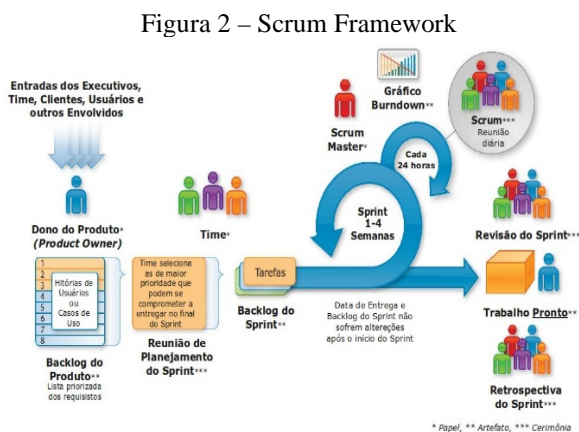 Figura 2 – Scrum Framework
Entradas dos Executivos,
Time, Clientes, Usuários e
outros Envolvidos
Dono do Produto*
(Product Owner)
1
2
3
4
5
6
7
8
Hitórias de
Usuários
ou
Casos de
Uso
Backlog do
Produto**
Lista priorizada
dos requisistos
Time*
Time seleciona
as de maior
prioridade que
podem se
comprometer a
entregar no final
do Sprint
Reunião de
Planejamento
do Sprint***
Tarefas
Backlog do
Sprint**
Scrum
Master*
Gráfico
Burndown**
Cada
24 horas
Scrum***
Reunião
diária
Sprint
1-4
Semanas
Data de Entrega e
Backlog do Sprint não
sofrem alterações
após o início do Sprint
Revisão do Sprint***
Trabalho Pronto**
Retrospectiva
do Sprint***
* Papel, ** Artefato, *** Cerimônia